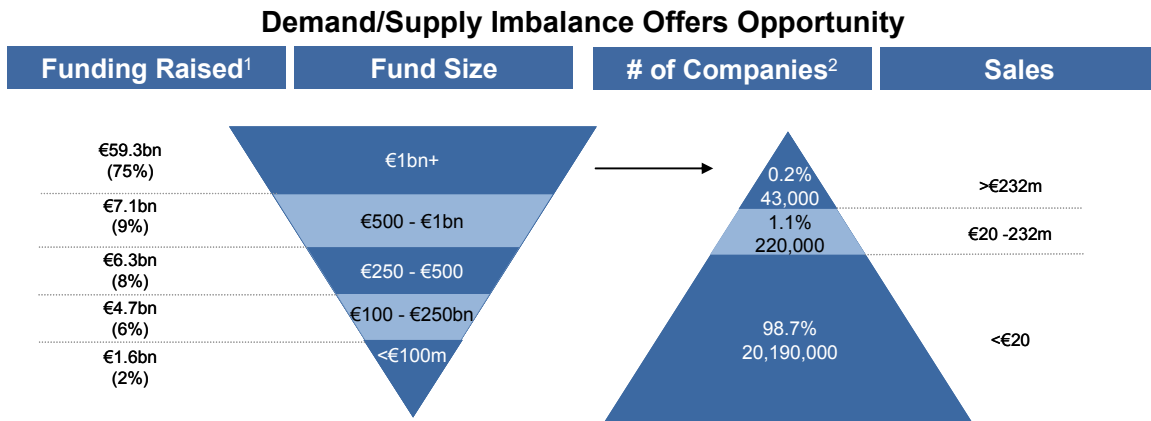 Demand/Supply Imbalance Offers Opportunity
Funding Raised1
Fund Size
# of Companies2
Sales
€59.3bn
(75%)
€1bn+
€7.1bn
(9%)
€500 - €1bn
€6.3bn
(8%)
€250 - €500
€4.7bn
(6%)
€100 - €250bn
€1.6bn
(2%)
<€100m
0.2%
43,000
>€232m
1.1%
220,000
€20 -232m
98.7%
20,190,000
<€20